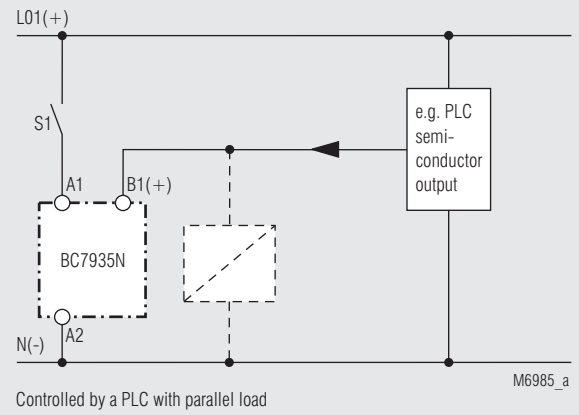 L01(+)
S1
e.g. PLC
semi-
conductor
output
A1
B1(+)
BC7935N
A2
N(-)
M6985_a
Controlled by a PLC with parallel load